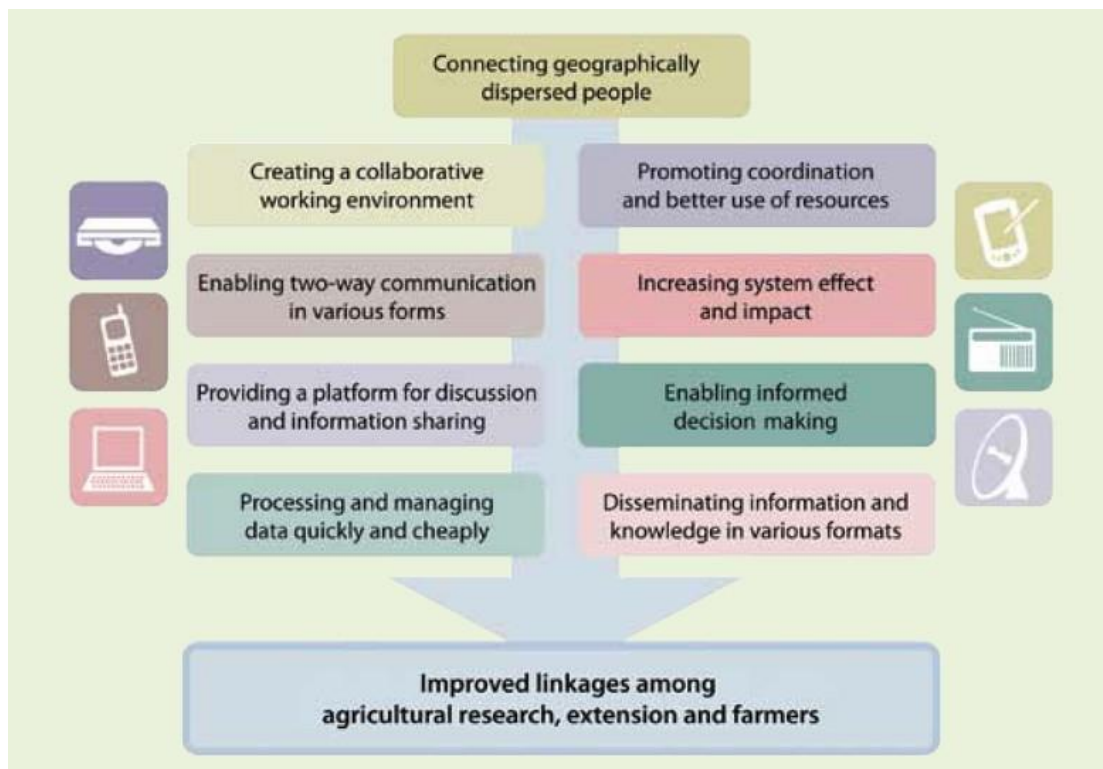 Connecting geographically
dispersed people
Creating a collaborative
working environment
Promoting coordination
and better use of resources
Enabling two-way communication
in various forms
Increasing system effect
and impact
Providing a platform for discussion
and information sharing
Enabling informed
decision making
Processing and managing
data quickly and cheaply
Disseminating information and
knowledge in various formats
Improved linkages among
agricultural research, extension and farmers